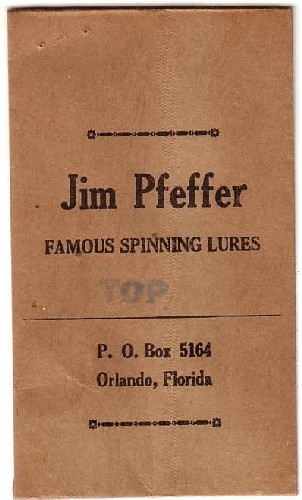 Jim Pfeffer
FAMOUS SPINNING LURES
TOP
P. O. Box 5164
Orlando, Florida